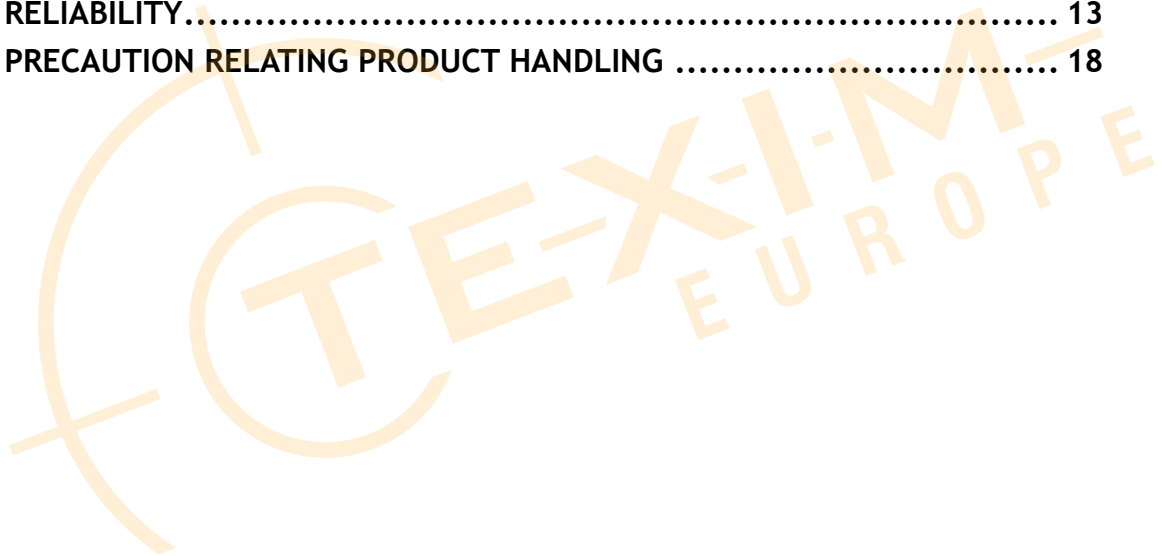 RELIABILITY........................................................................... 13
PRECAUTION RELATING PRODUCT HANDLING ................................. 18
TEXIM
EUROPE